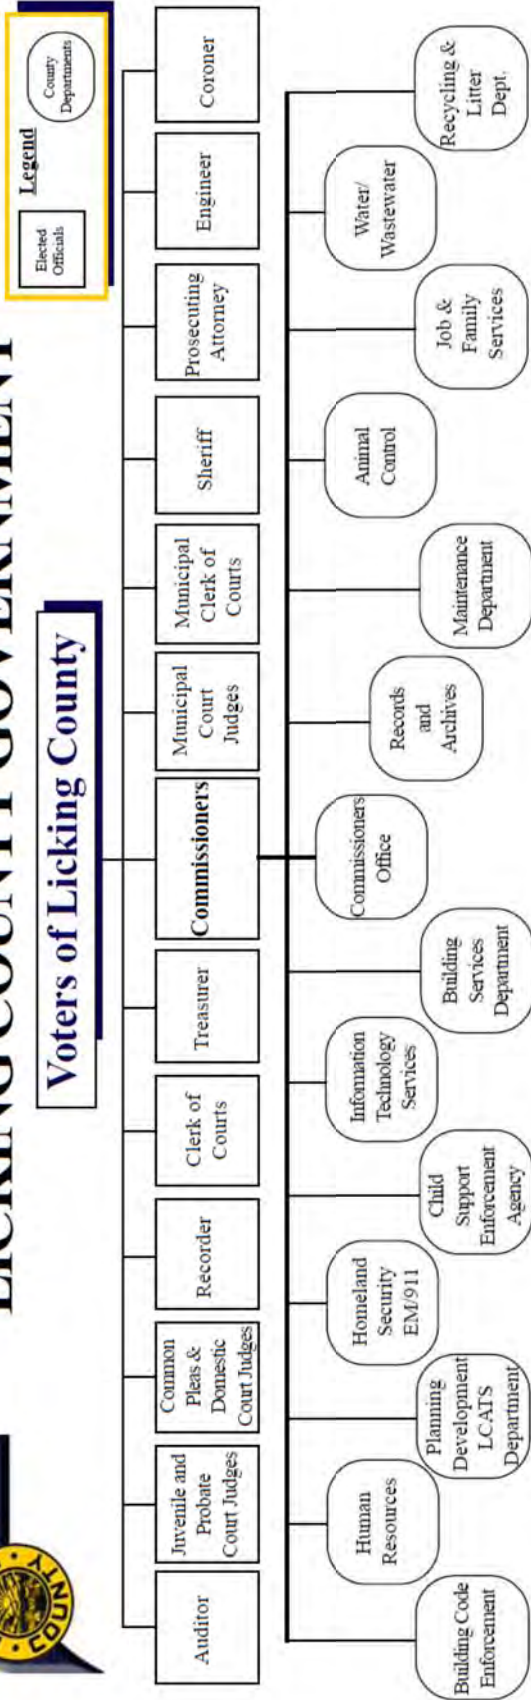 LICKING COUNTY GOVERNMENT
COUNTY
Legend
Elected
Officials
County
Departments
Voters of Licking County
Auditor
Juvenile and
Probate
Court Judges
Common
Pleas &
Domestic
Court Judges
Recorder
Clerk of
Courts
Treasurer
Commissioners
Municipal
Court
Judges
Municipal
Clerk of
Courts
Sheriff
Prosecuting
Attorney
Engineer
Coroner
Building Code
Enforcement
Human
Resources
Planning
Development
LCATS
Department
Homeland
Security
EM/911
Child
Support
Enforcement
Agency
Information
Technology
Services
Building
Services
Department
Commissioners
Office
Records
and
Archives
Maintenance
Department
Animal
Control
Job &
Family
Services
Water/
Wastewater
Recycling &
Litter
Dept.